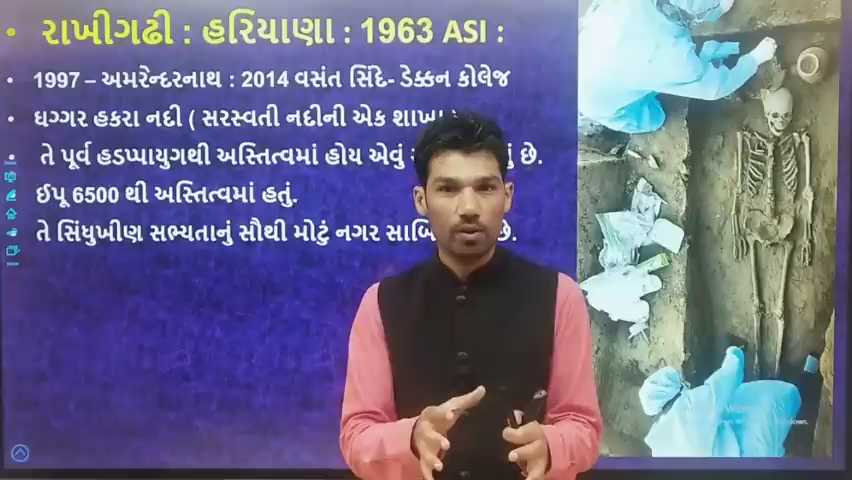 • રાખીગઢી : હરિયાણા : 1963 ASI :
• 1997 – અમરેન્દરનાથ : 2014 વસંત સિંદે- ડેક્કન કોલેજ
• ઘગ્ગર હકરા નદી ( સરસ્વતી નદીની એક શાખા )
• તે પૂર્વ હડપ્પાયુગથી અસ્તિત્વમાં હોય એવું છે.
ઈપૂ 6500 થી અસ્તિત્વમાં હતું.
તે સિંધુખીણ સભ્યતાનું સૌથી મોટું નગર છે.